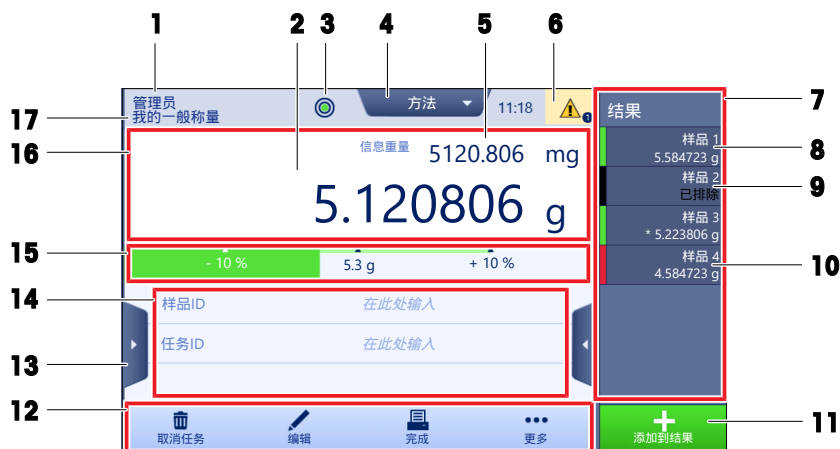 1
2
3
4
5
6
管理员
我的一般称量
方法
11:18
1
结果
7
17
16
信息重量
5120.806 mg
5.120806 g
样品 1
5.584723 g
8
样品 2
已排除
9
样品 3
* 5.223806 g
样品 4
4.584723 g
10
15
- 10 %
5.3 g
+ 10 %
14
样品ID
在此处输入
任务ID
在此处输入
13
12
取消任务
编辑
完成
更多
添加到结果
11